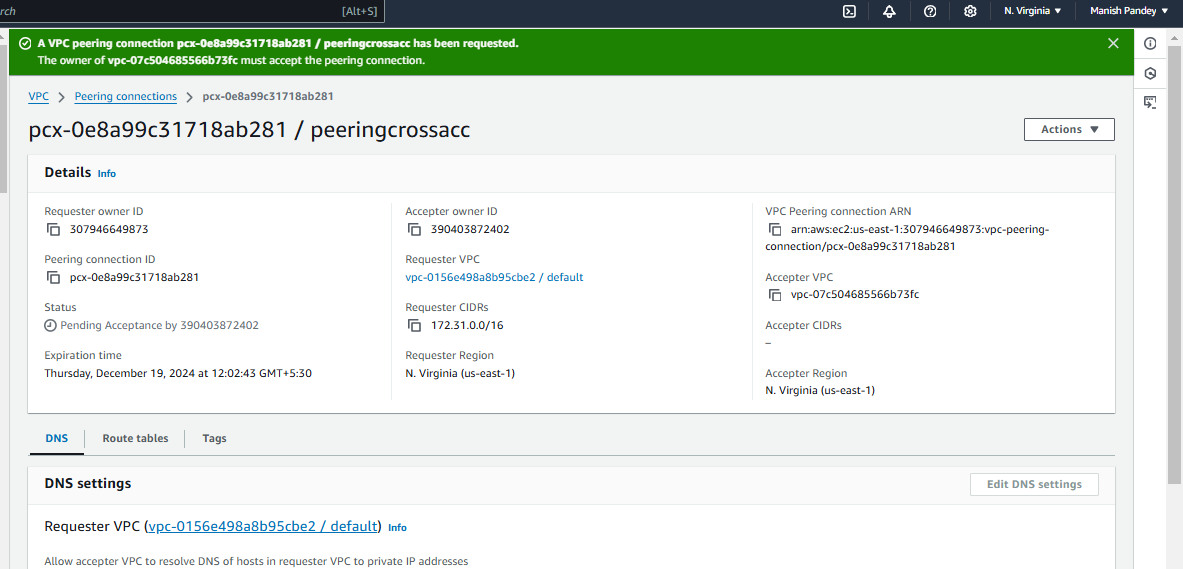 rch [Alt+S] N. Virginia ▼ Manish Pandey ▼
A VPC peering connection pcx-0e8a99c31718ab281 / peeringcrossacc has been requested.
The owner of vpc-07c504685566b73fc must accept the peering connection.
VPC > Peering connections > pcx-0e8a99c31718ab281
pcx-0e8a99c31718ab281 / peeringcrossacc
Actions ▼
Details Info
Requester owner ID
307946649873
Peering connection ID
pcx-0e8a99c31718ab281
Status
Pending Acceptance by 390403872402
Expiration time
Thursday, December 19, 2024 at 12:02:43 GMT+5:30
Accepter owner ID
390403872402
Requester VPC
vpc-0156e498a8b95cbe2 / default
Requester CIDRs
172.31.0.0/16
Requester Region
N. Virginia (us-east-1)
VPC Peering connection ARN
arn:aws:ec2:us-east-1:307946649873:vpc-peering-
connection/pcx-0e8a99c31718ab281
Accepter VPC
vpc-07c504685566b73fc
Accepter CIDRs
–
Accepter Region
N. Virginia (us-east-1)
DNS Route tables Tags
DNS settings
Edit DNS settings
Requester VPC (vpc-0156e498a8b95cbe2 / default) Info
Allow accepter VPC to resolve DNS of hosts in requester VPC to private IP addresses